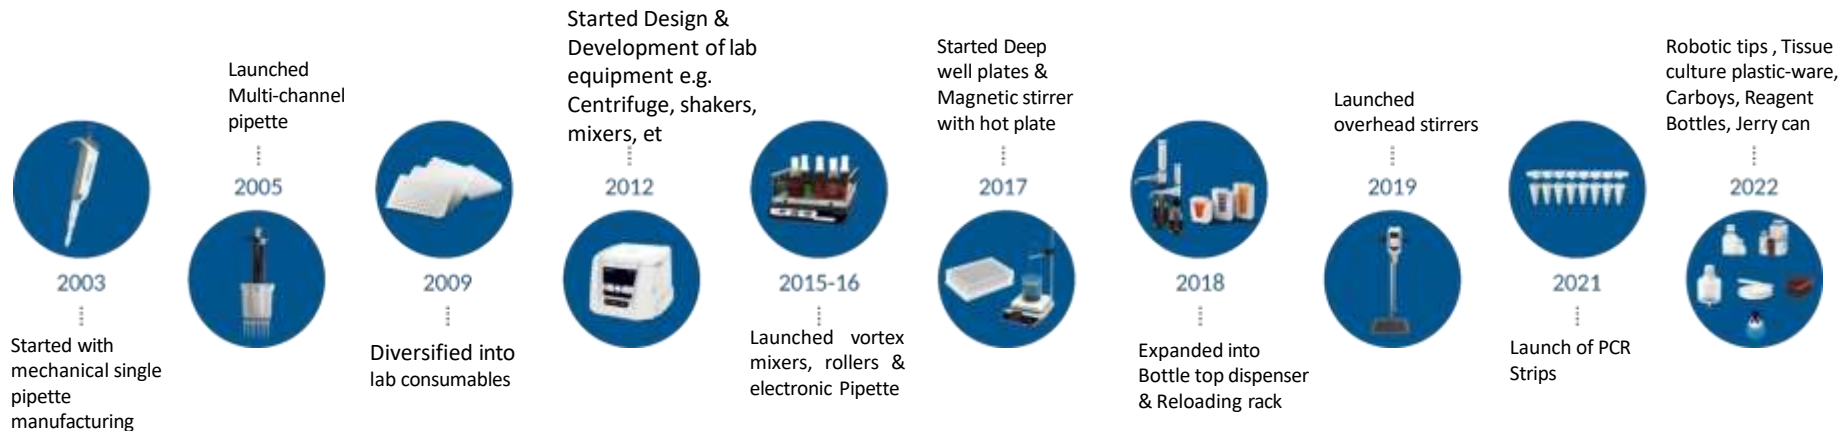 2003
Started with
mechanical single
pipette
manufacturing
Launched
Multi-channel
pipette
2005
2009
Diversified into
lab consumables
Started Design &
Development of lab
equipment e.g.
Centrifuge, shakers,
mixers, et
2012
2015-16
Launched vortex
mixers, rollers &
electronic Pipette
Started Deep
well plates &
Magnetic stirrer
with hot plate
2017
2018
Expanded into
Bottle top dispenser
& Reloading rack
Launched
overhead stirrers
2019
2021
Launch of PCR
Strips
Robotic tips , Tissue
culture plastic-ware,
Carboys, Reagent
Bottles, Jerry can
2022